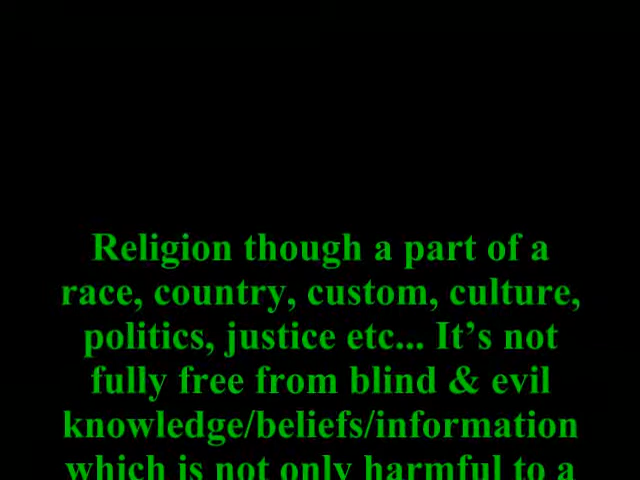 Religion though a part of a
race, country, custom, culture,
politics, justice etc... It’s not
fully free from blind & evil
knowledge/beliefs/information
which is not only harmful to a